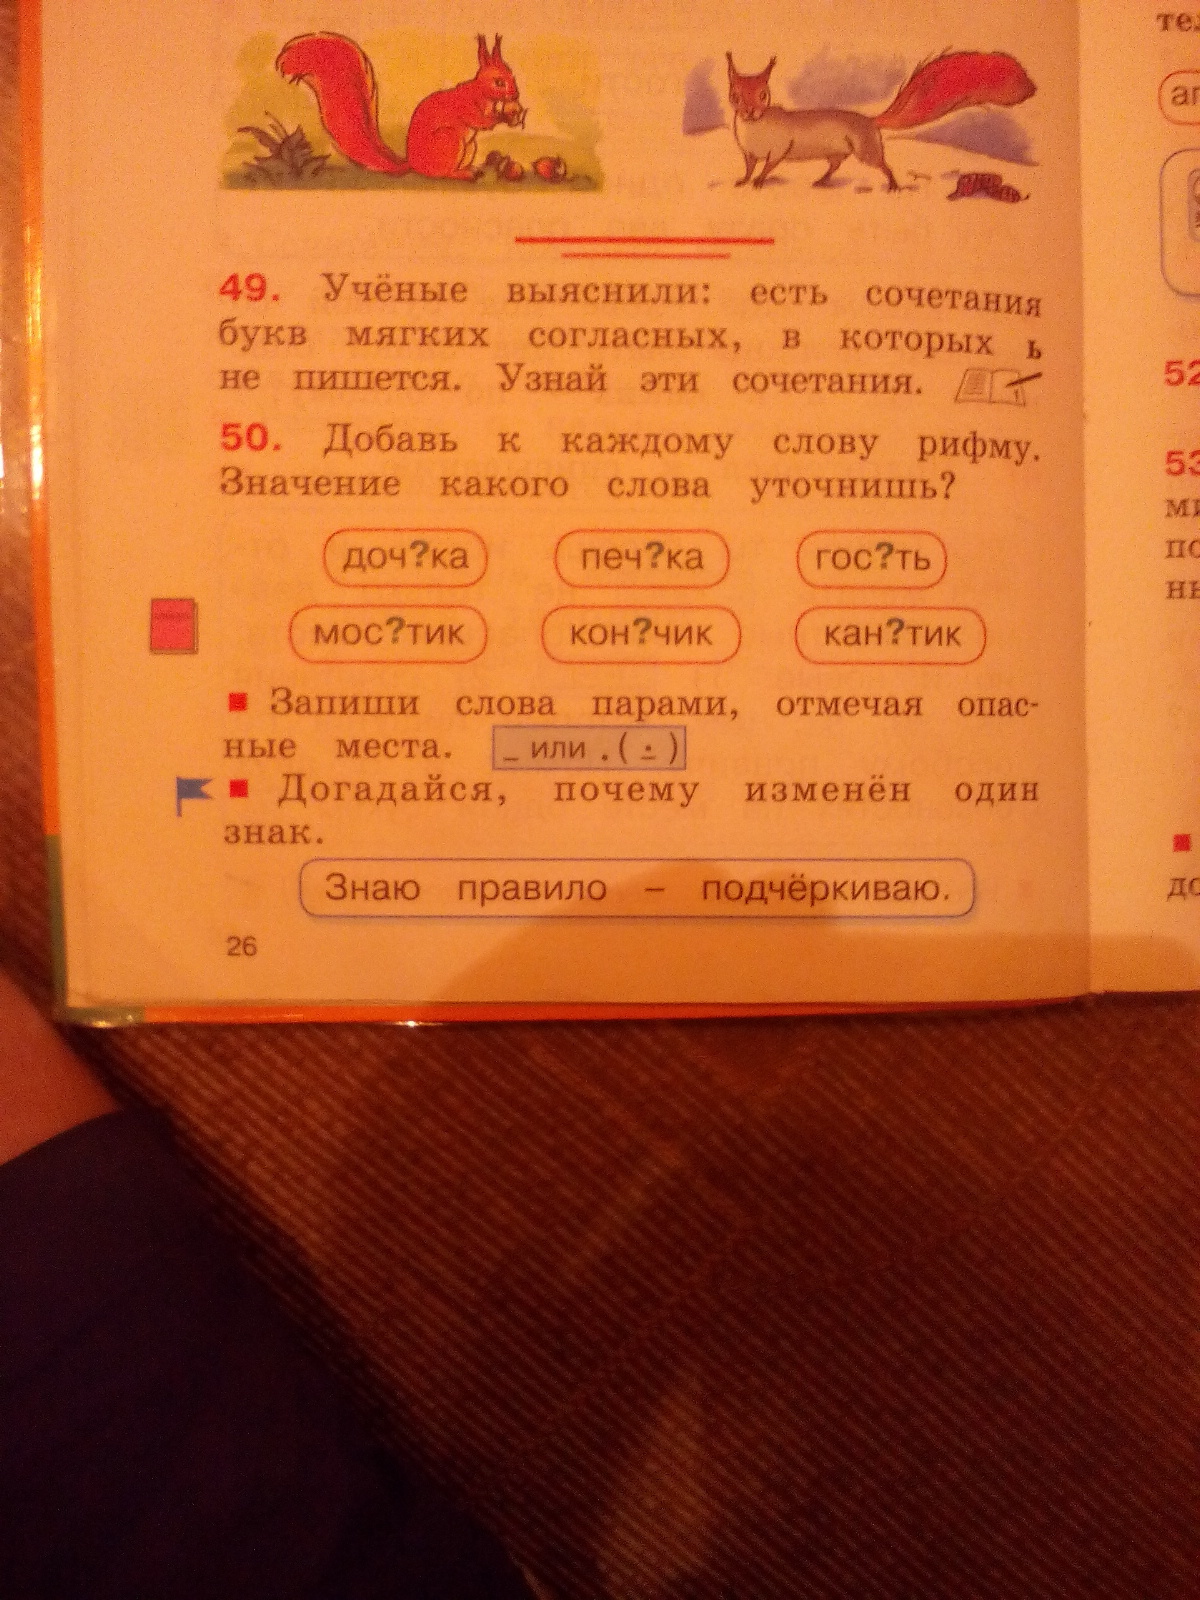 49. Учёные выяснили: есть сочетания
букв мягких согласных, в которых ь
не пишется. Узнай эти сочетания.
50. Добавь к каждому слову рифму.
Значение какого слова уточнишь?
доч?ка печ?ка гос?ть
мос?тик кон?чик кан?тик
Запиши слова парами, отмечая опас-
ные места. _ или .( ∸ )
Догадайся, почему изменён один
знак.
Знаю правило – подчёркиваю.
26
52
53